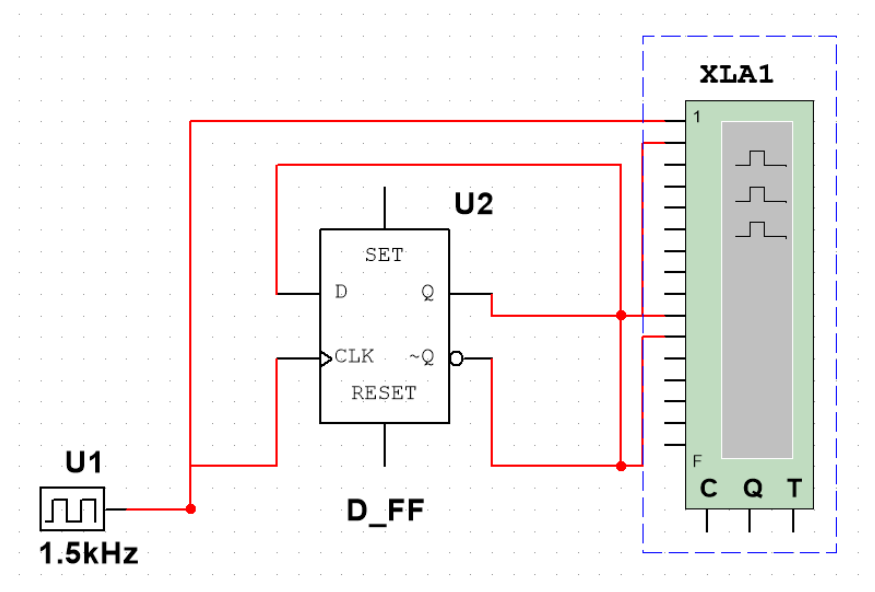 XLA1
1
U2
SET
D Q
CLK ~Q
RESET
F
U1
C Q T
D_FF
1.5kHz